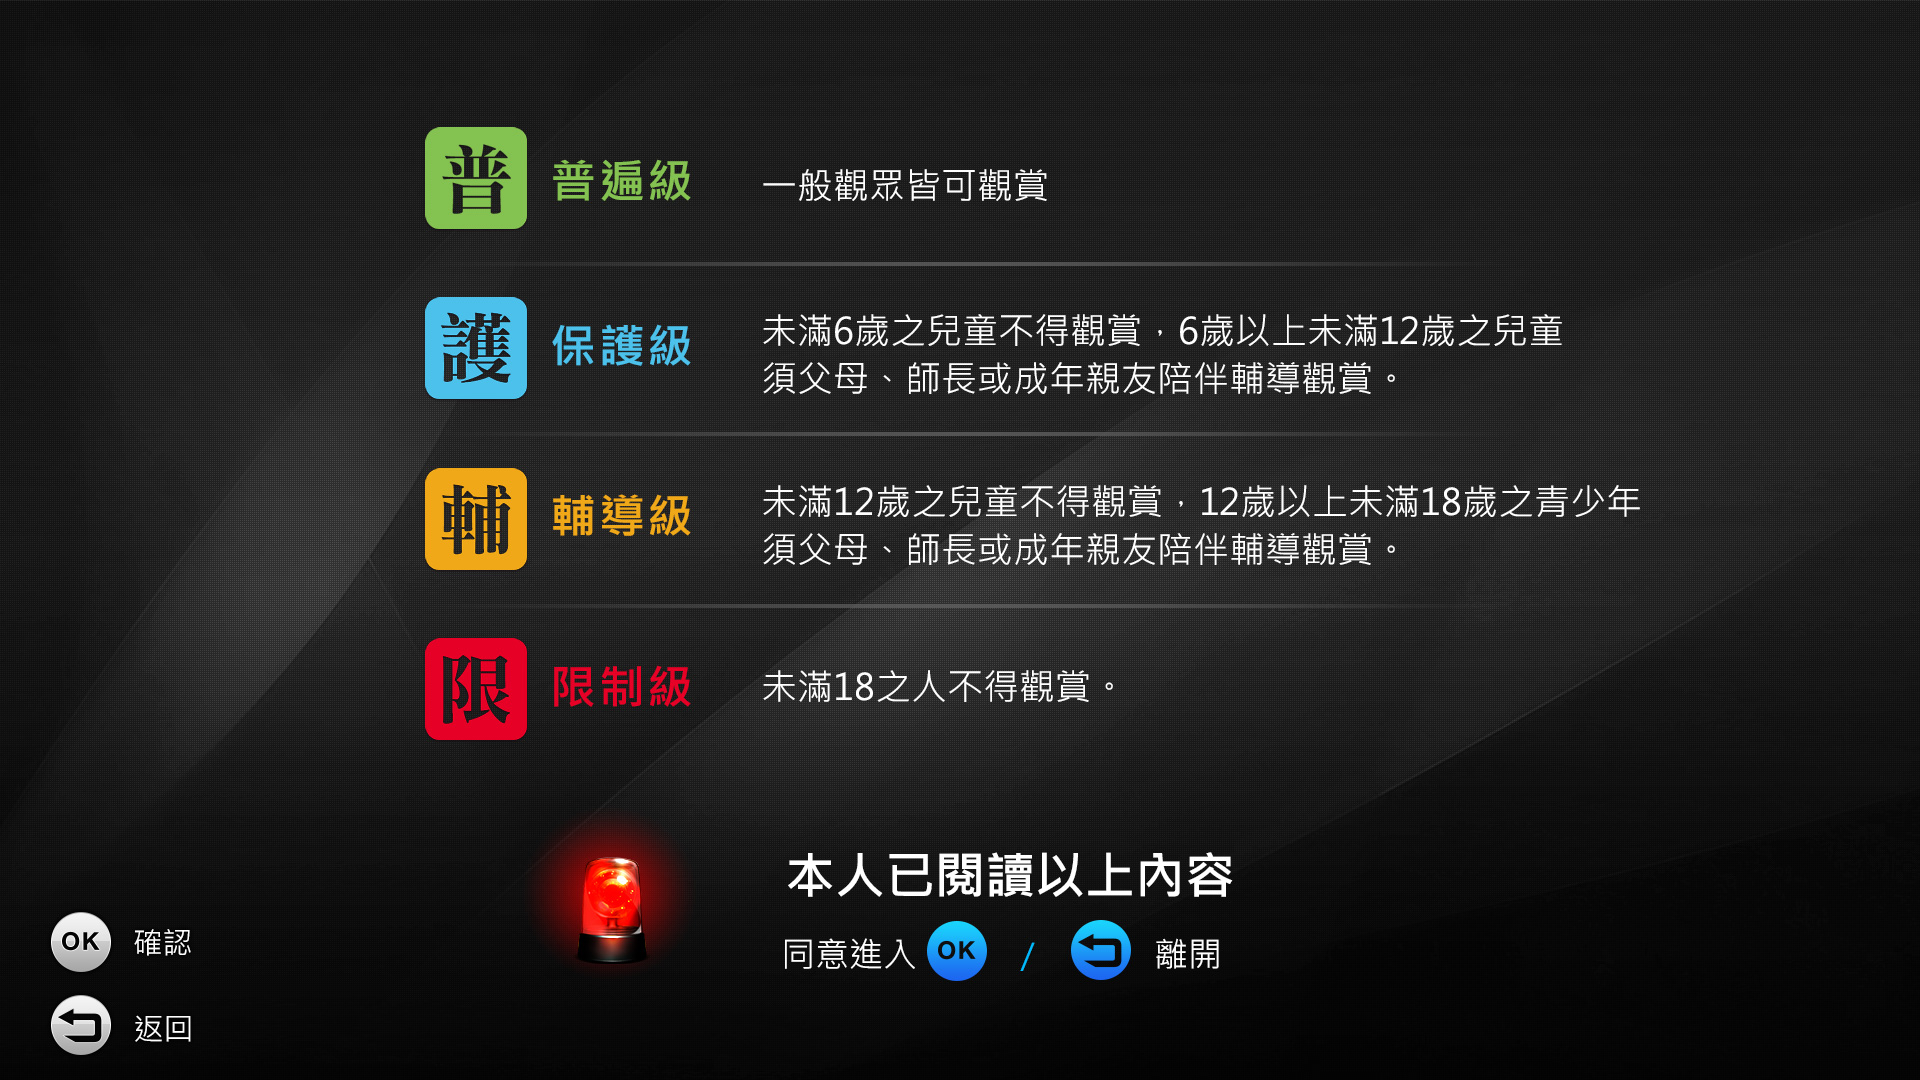 普 普遍級 一般觀眾皆可觀賞
護 保護級 未滿6歲之兒童不得觀賞，6歲以上未滿12歲之兒童
須父母、師長或成年親友陪伴輔導觀賞。
輔 輔導級 未滿12歲之兒童不得觀賞，12歲以上未滿18歲之青少年
須父母、師長或成年親友陪伴輔導觀賞。
限 限制級 未滿18之人不得觀賞。
本人已閱讀以上內容
同意進入 OK / 離開
OK 確認
返回